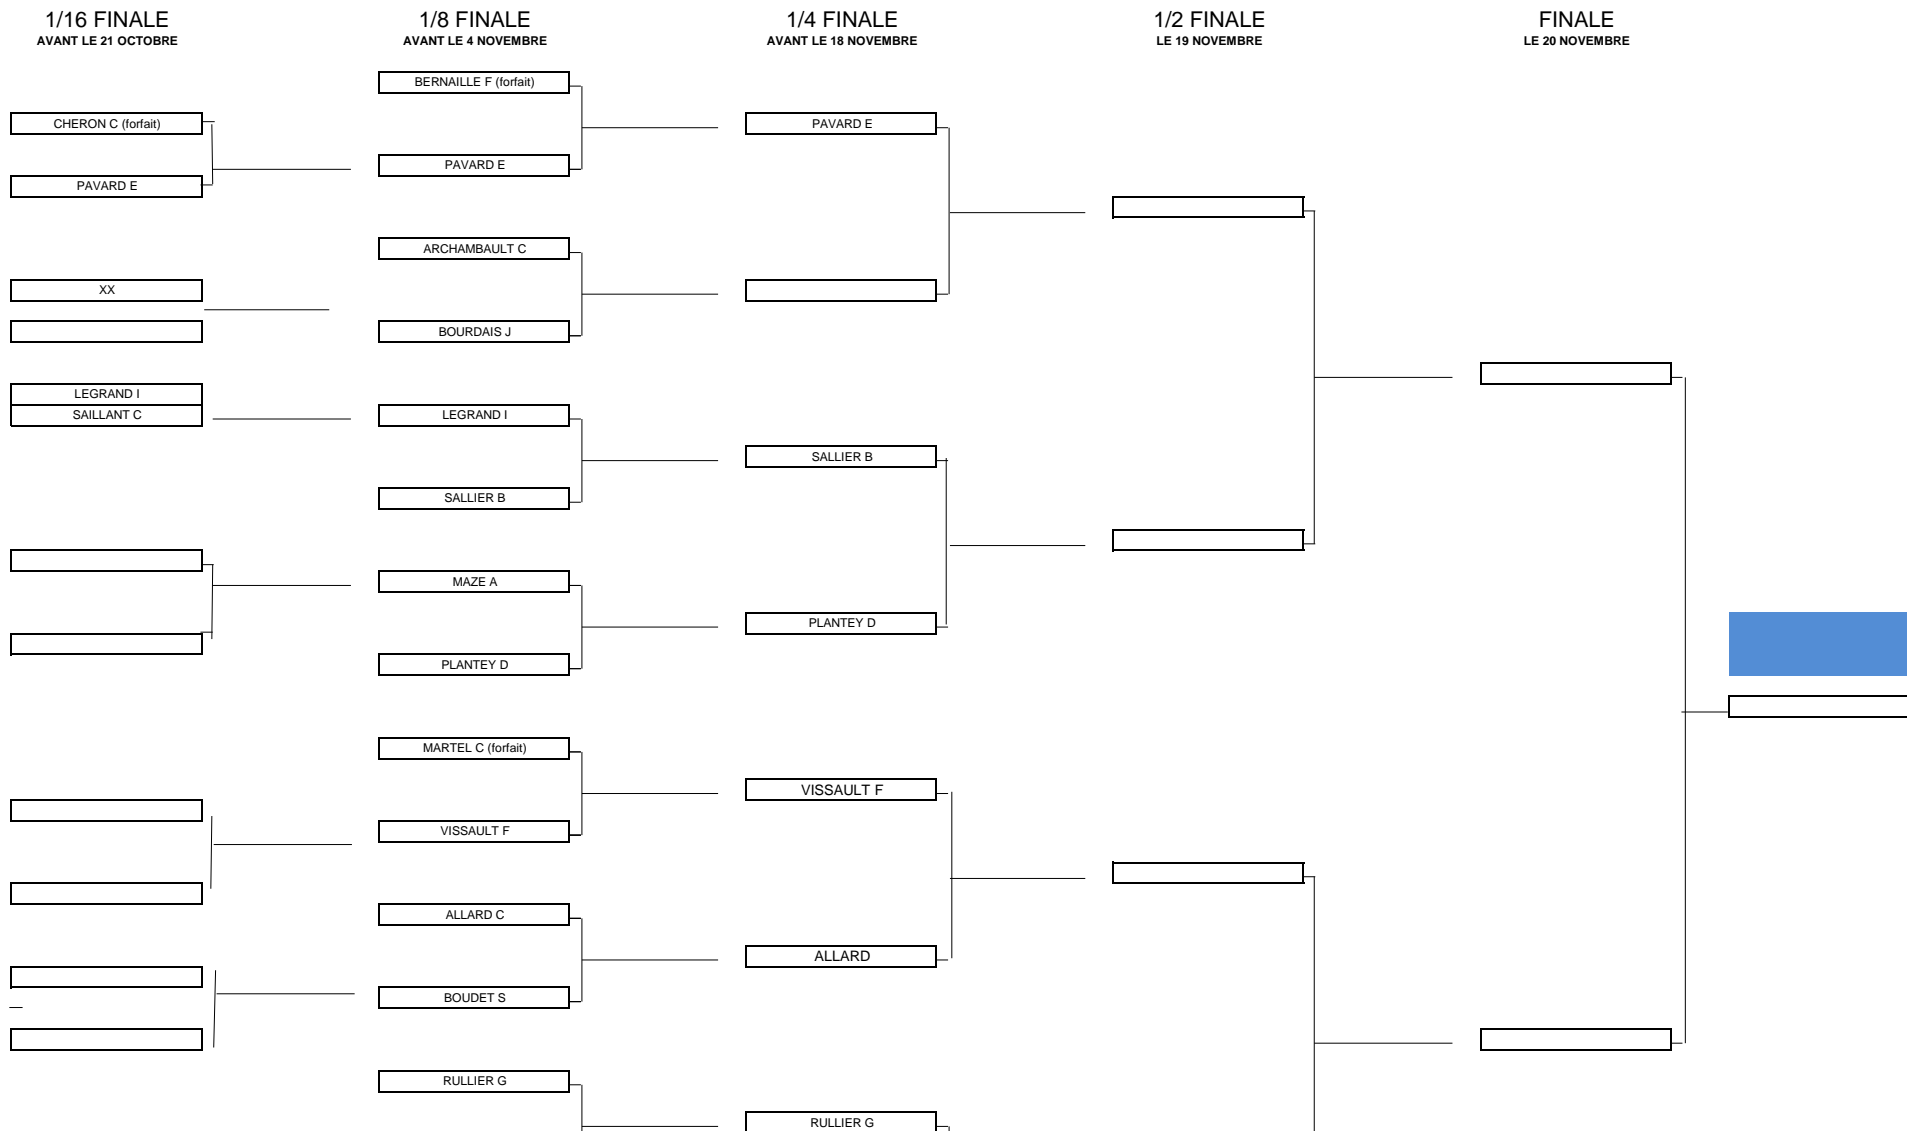 1/16 FINALE
AVANT LE 21 OCTOBRE
1/8 FINALE
AVANT LE 4 NOVEMBRE
1/4 FINALE
AVANT LE 18 NOVEMBRE
1/2 FINALE
LE 19 NOVEMBRE
FINALE
LE 20 NOVEMBRE
CHERON C (forfait)
PAVARD E
XX
LEGRAND I
SAILLANT C
BERNAILLE F (forfait)
PAVARD E
ARCHAMBAULT C
BOURDAIS J
LEGRAND I
SALLIER B
MAZE A
PLANTEY D
MARTEL C (forfait)
VISSAULT F
ALLARD C
BOUDET S
RULLIER G
PAVARD E
SALLIER B
PLANTEY D
VISSAULT F
ALLARD
RULLIER G